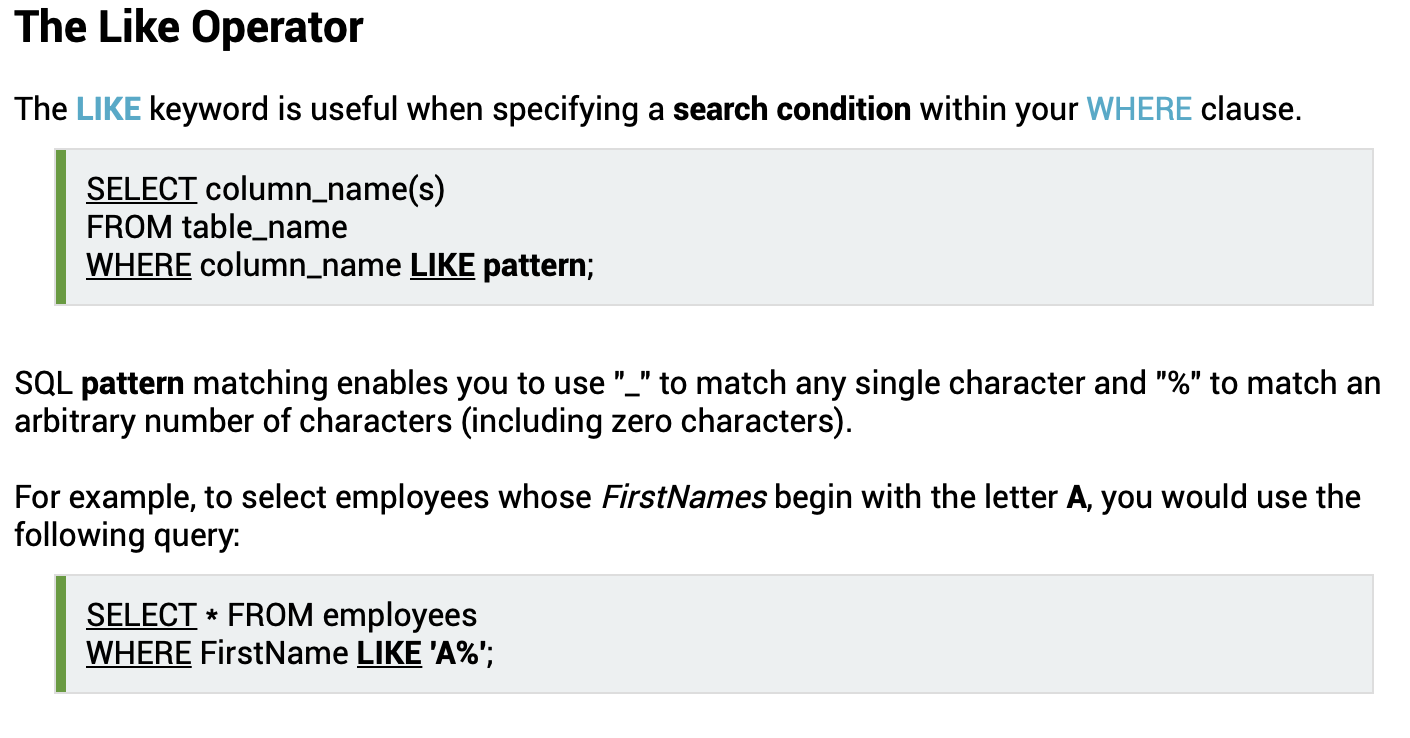 The Like Operator
The LIKE keyword is useful when specifying a search condition within your WHERE clause.
SELECT column_name(s)
FROM table_name
WHERE column_name LIKE pattern;
SQL pattern matching enables you to use "_" to match any single character and "%" to match an
arbitrary number of characters (including zero characters).
For example, to select employees whose FirstNames begin with the letter A, you would use the
following query:
SELECT * FROM employees
WHERE FirstName LIKE 'A%';